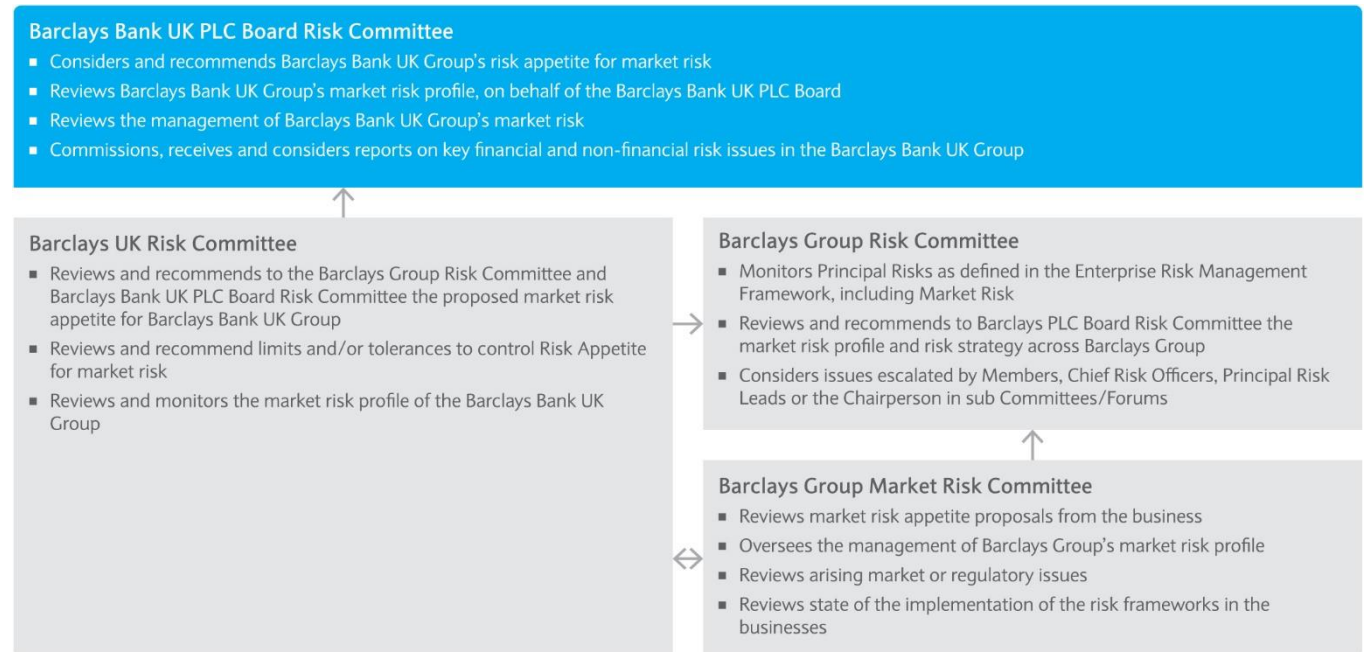 Barclays Bank UK PLC Board Risk Committee
▪ Considers and recommends Barclays Bank UK Group’s risk appetite for market risk
▪ Reviews Barclays Bank UK Group’s market risk profile, on behalf of the Barclays Bank UK PLC Board
▪ Reviews the management of Barclays Bank UK Group’s market risk
▪ Commissions, receives and considers reports on key financial and non-financial risk issues in the Barclays Bank UK Group
Barclays UK Risk Committee
▪ Reviews and recommends to the Barclays Group Risk Committee and
Barclays Bank UK PLC Board Risk Committee the proposed market risk
appetite for Barclays Bank UK Group
▪ Reviews and recommend limits and/or tolerances to control Risk Appetite
for market risk
▪ Reviews and monitors the market risk profile of the Barclays Bank UK
Group
Barclays Group Risk Committee
▪ Monitors Principal Risks as defined in the Enterprise Risk Management
Framework, including Market Risk
▪ Reviews and recommends to Barclays PLC Board Risk Committee the
market risk profile and risk strategy across Barclays Group
▪ Considers issues escalated by Members, Chief Risk Officers, Principal Risk
Leads or the Chairperson in sub Committees/Forums
Barclays Group Market Risk Committee
▪ Reviews market risk appetite proposals from the business
▪ Oversees the management of Barclays Group’s market risk profile
▪ Reviews arising market or regulatory issues
▪ Reviews state of the implementation of the risk frameworks in the
businesses